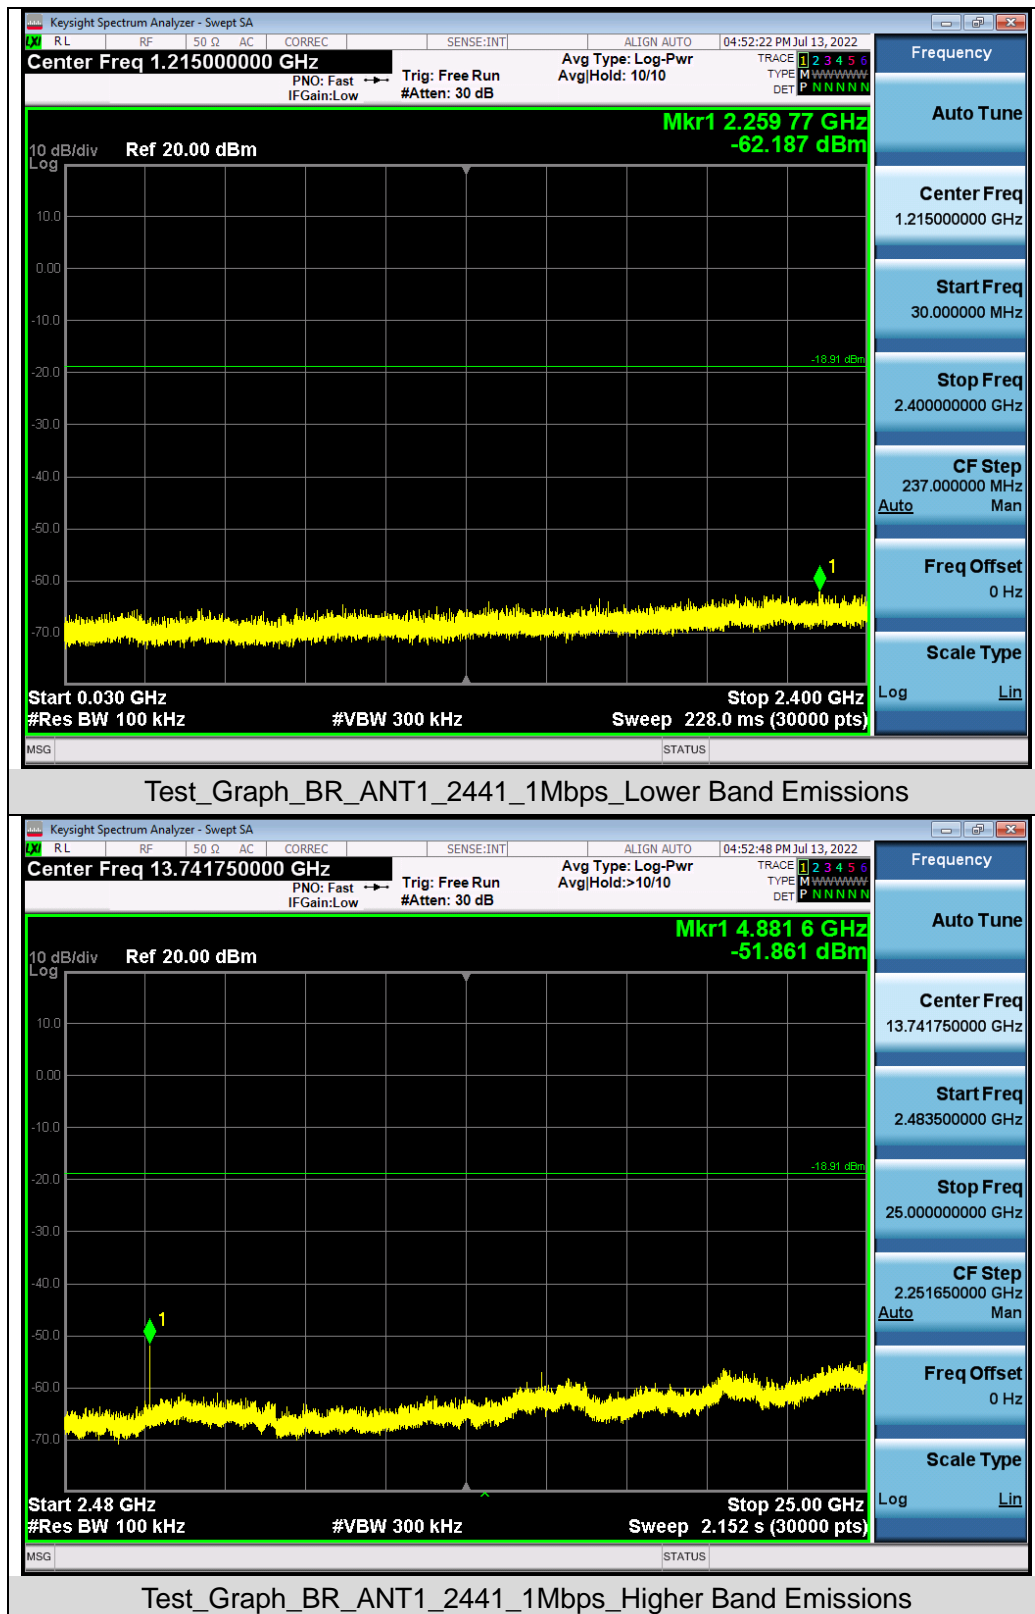 Keysight Spectrum Analyzer - Swept SA
LXI RL RF 50 Ω AC CORREC SENSE:INT ALIGN AUTO 04:52:22 PM Jul 13, 2022
Center Freq 1.215000000 GHz
PNO: Fast
IFGain:Low
Trig: Free Run
#Atten: 30 dB
Avg Type: Log-Pwr
Avg|Hold: 10/10
TRACE 1 2 3 4 5 6
TYPE M WWWWW
DET P N N N N N
Mkr1 2.259 77 GHz
-62.187 dBm
10 dB/div Ref 20.00 dBm
Log
10.0
0.00
-10.0
-18.91 dBm
-20.0
-30.0
-40.0
-50.0
-60.0
1
-70.0
Start 0.030 GHz Stop 2.400 GHz
#Res BW 100 kHz #VBW 300 kHz Sweep 228.0 ms (30000 pts)
MSG STATUS
Frequency
Auto Tune
Center Freq
1.215000000 GHz
Start Freq
30.000000 MHz
Stop Freq
2.400000000 GHz
CF Step
237.000000 MHz
Auto Man
Freq Offset
0 Hz
Scale Type
Log Lin
Test_Graph_BR_ANT1_2441_1Mbps_Lower Band Emissions
Keysight Spectrum Analyzer - Swept SA
LXI RL RF 50 Ω AC CORREC SENSE:INT ALIGN AUTO 04:52:48 PM Jul 13, 2022
Center Freq 13.741750000 GHz
PNO: Fast
IFGain:Low
Trig: Free Run
#Atten: 30 dB
Avg Type: Log-Pwr
Avg|Hold:>10/10
TRACE 1 2 3 4 5 6
TYPE M WWWWW
DET P N N N N N
Mkr1 4.881 6 GHz
-51.861 dBm
10 dB/div Ref 20.00 dBm
Log
10.0
0.00
-10.0
-18.91 dBm
-20.0
-30.0
-40.0
1
-50.0
-60.0
-70.0
Start 2.48 GHz Stop 25.00 GHz
#Res BW 100 kHz #VBW 300 kHz Sweep 2.152 s (30000 pts)
MSG STATUS
Frequency
Auto Tune
Center Freq
13.741750000 GHz
Start Freq
2.483500000 GHz
Stop Freq
25.000000000 GHz
CF Step
2.251650000 GHz
Auto Man
Freq Offset
0 Hz
Scale Type
Log Lin
Test_Graph_BR_ANT1_2441_1Mbps_Higher Band Emissions